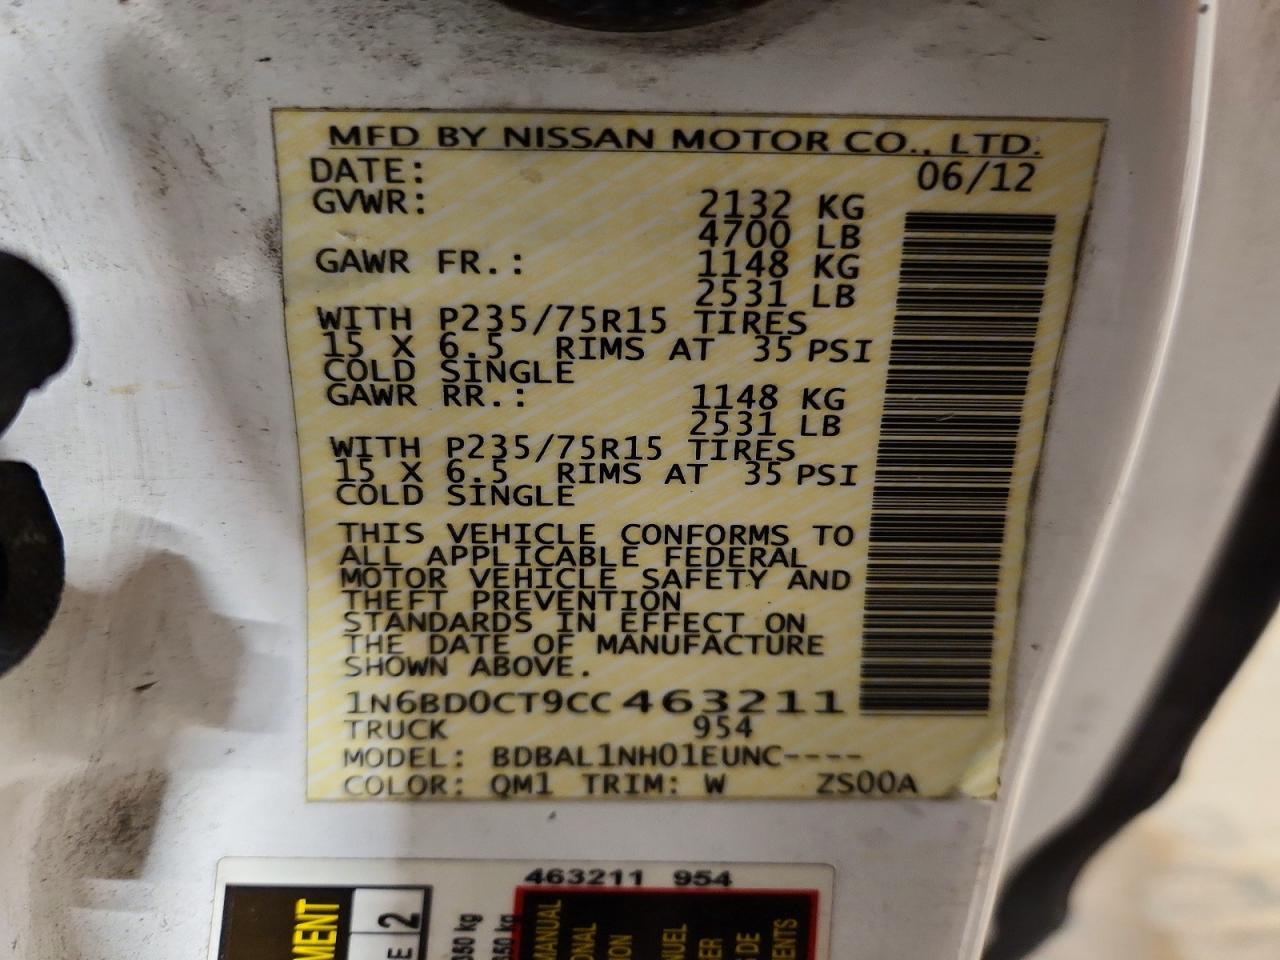 MFD BY NISSAN MOTOR CO., LTD.
DATE: 06/12
GVWR: 2132 KG
4700 LB
GAWR FR.: 1148 KG
2531 LB
WITH P235/75R15 TIRES
15 X 6.5 RIMS AT 35 PSI
COLD SINGLE
GAWR RR.: 1148 KG
2531 LB
WITH P235/75R15 TIRES
15 X 6.5 RIMS AT 35 PSI
COLD SINGLE
THIS VEHICLE CONFORMS TO
ALL APPLICABLE FEDERAL
MOTOR VEHICLE SAFETY AND
THEFT PREVENTION
STANDARDS IN EFFECT ON
THE DATE OF MANUFACTURE
SHOWN ABOVE.
1N6BD0CT9CC463211
TRUCK 954
MODEL: BDBAL1NH01EUNC----
COLOR: QM1 TRIM: W ZS00A
463211 954
2
350 kg
MANUAL